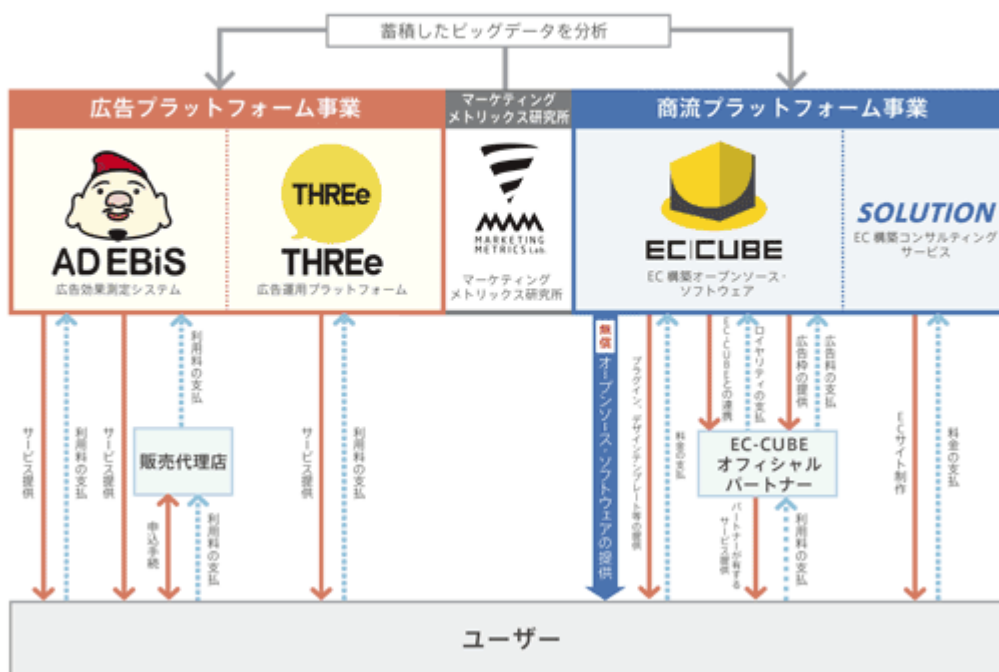 蓄積したビッグデータを分析
広告プラットフォーム事業
マーケティング
メトリックス研究所
商流プラットフォーム事業
THREe
AD EBiS
広告効果測定システム
THREe
広告運用プラットフォーム
MARKETING
METRICS Lab.
マーケティング
メトリックス研究所
EC CUBE
EC 構築オープンソース・
ソフトウェア
SOLUTION
EC 構築コンサルティング
サービス
サービス提供
利用料の支払
サービス提供
利用料の支払
販売代理店
申込手続
利用料の支払
サービス提供
利用料の支払
無償
オープンソース・ソフトウェアの提供
プラグイン、デザインテンプレート等の提供
料金の支払
EC-CUBEとの連携
ロイヤリティの支払
広告枠の提供
広告料の支払
EC-CUBE
オフィシャル
パートナー
パートナーが有する
サービス提供
利用料の支払
ECサイト制作
料金の支払
ユーザー